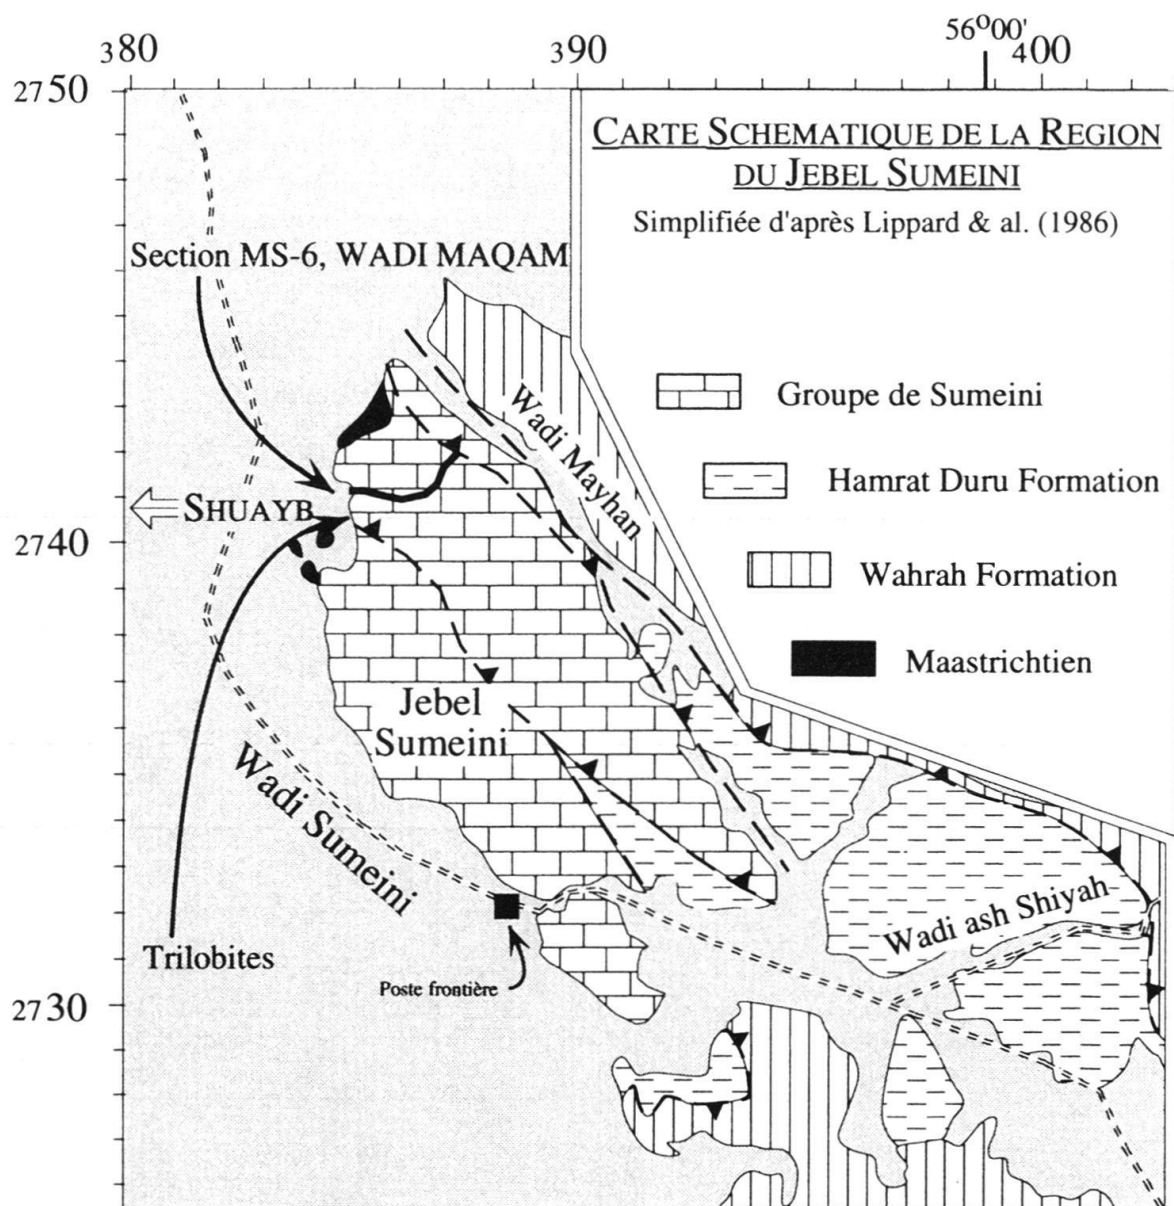 380
390
56°00'
400
2750
CARTE SCHEMATIQUE DE LA REGION
DU JEBEL SUMEINI
Simplifiée d'après Lippard & al. (1986)
Section MS-6, WADI MAQAM
Groupe de Sumeini
Wadi Mayhan
Hamrat Duru Formation
SHUAYB
2740
Wahrah Formation
Maastrichtien
Jebel
Sumeini
Wadi Sumeini
Wadi ash Shiyah
Trilobites
Poste frontière
2730